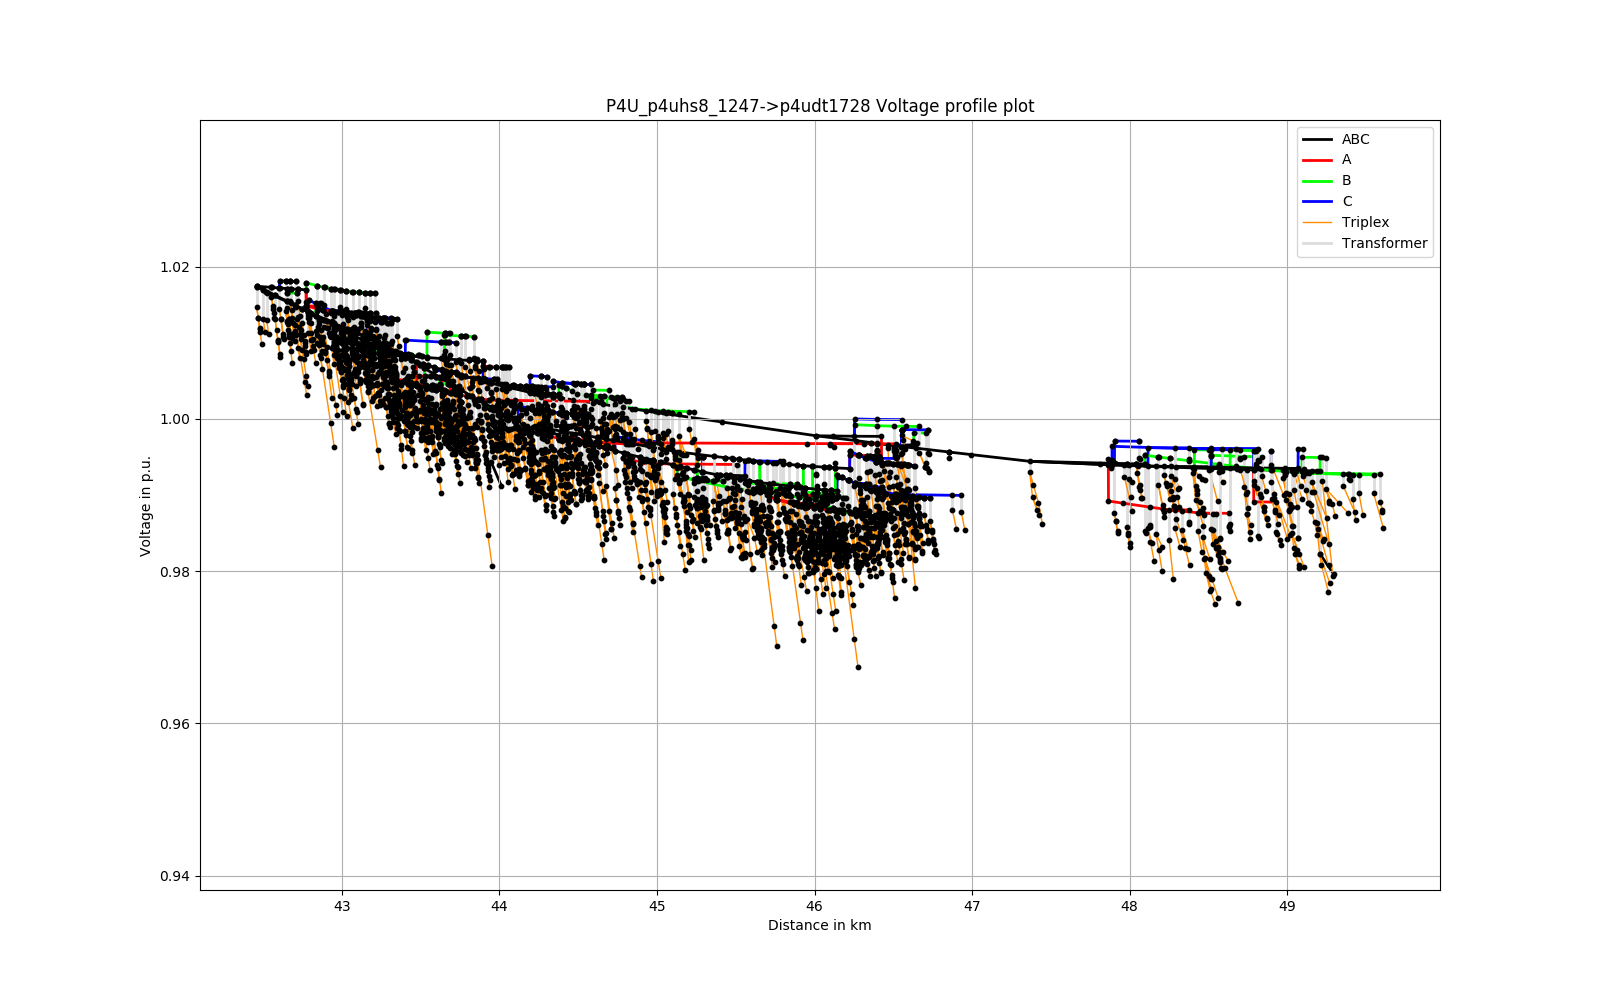 P4U_p4uhs8_1247->p4udt1728 Voltage profile plot
ABC
A
B
C
Triplex
Transformer
1.02
1.00
0.98
0.96
0.94
Voltage in p.u.
43 44 45 46 47 48 49
Distance in km